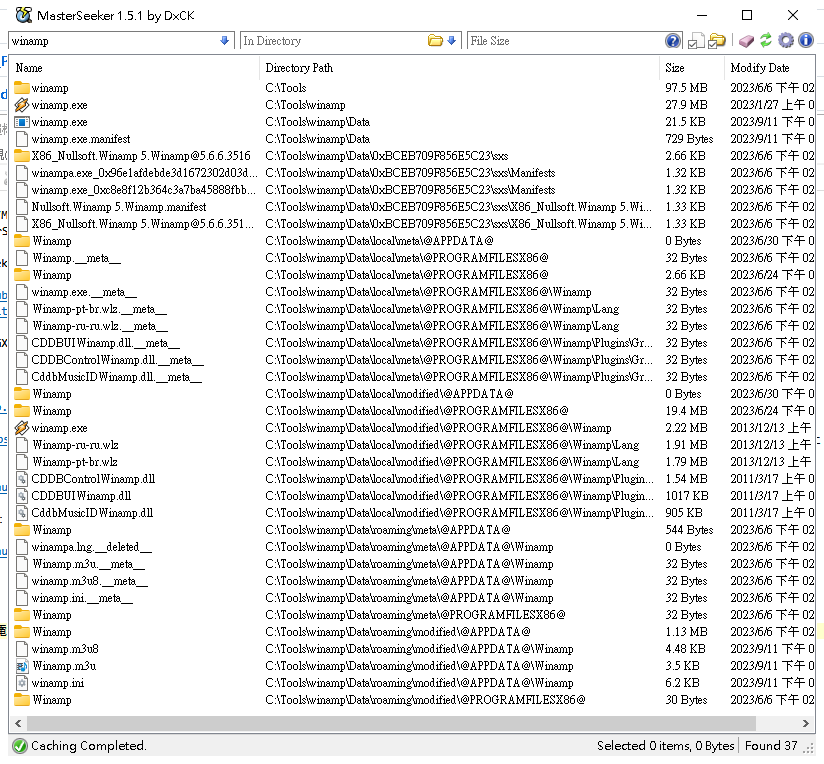 MasterSeeker 1.5.1 by DxCK
winamp In Directory File Size
Name Directory Path Size Modify Date
winamp C:\Tools 97.5 MB 2023/6/6 下午 02
winamp.exe C:\Tools\winamp 27.9 MB 2023/1/27 上午 0
winamp.exe C:\Tools\winamp\Data 21.5 KB 2023/9/11 下午 0
winamp.exe.manifest C:\Tools\winamp\Data 729 Bytes 2023/9/11 下午 0
X86_Nullsoft.Winamp 5.Winamp@5.6.6.3516 C:\Tools\winamp\Data\0xBCEB709F856E5C23\sxs 2.66 KB 2023/6/6 下午 02
winampa.exe_0x96e1afdebde3d1672302d03d... C:\Tools\winamp\Data\0xBCEB709F856E5C23\sxs\Manifests 1.32 KB 2023/6/6 下午 02
winamp.exe_0xc8e8f12b364c3a7ba45888fbb... C:\Tools\winamp\Data\0xBCEB709F856E5C23\sxs\Manifests 1.32 KB 2023/6/6 下午 02
Nullsoft.Winamp 5.Winamp.manifest C:\Tools\winamp\Data\0xBCEB709F856E5C23\sxs\X86_Nullsoft.Winamp 5.Wi... 1.33 KB 2023/6/6 下午 02
X86_Nullsoft.Winamp 5.Winamp@5.6.6.351... C:\Tools\winamp\Data\0xBCEB709F856E5C23\sxs\X86_Nullsoft.Winamp 5.Wi... 1.33 KB 2023/6/6 下午 02
Winamp C:\Tools\winamp\Data\local\meta\@APPDATA@ 0 Bytes 2023/6/30 下午 0
Winamp.__meta__ C:\Tools\winamp\Data\local\meta\@PROGRAMFILESX86@ 32 Bytes 2023/6/6 下午 02
Winamp C:\Tools\winamp\Data\local\meta\@PROGRAMFILESX86@ 2.66 KB 2023/6/24 下午 0
winamp.exe.__meta__ C:\Tools\winamp\Data\local\meta\@PROGRAMFILESX86@\Winamp 32 Bytes 2023/6/6 下午 02
Winamp-pt-br.wlz.__meta__ C:\Tools\winamp\Data\local\meta\@PROGRAMFILESX86@\Winamp\Lang 32 Bytes 2023/6/6 下午 02
Winamp-ru-ru.wlz.__meta__ C:\Tools\winamp\Data\local\meta\@PROGRAMFILESX86@\Winamp\Lang 32 Bytes 2023/6/6 下午 02
CDDBUIWinamp.dll.__meta__ C:\Tools\winamp\Data\local\meta\@PROGRAMFILESX86@\Winamp\Plugins\Gr... 32 Bytes 2023/6/6 下午 02
CDDBControlWinamp.dll.__meta__ C:\Tools\winamp\Data\local\meta\@PROGRAMFILESX86@\Winamp\Plugins\Gr... 32 Bytes 2023/6/6 下午 02
CddbMusicIDWinamp.dll.__meta__ C:\Tools\winamp\Data\local\meta\@PROGRAMFILESX86@\Winamp\Plugins\Gr... 32 Bytes 2023/6/6 下午 02
Winamp C:\Tools\winamp\Data\local\modified\@APPDATA@ 0 Bytes 2023/6/30 下午 0
Winamp C:\Tools\winamp\Data\local\modified\@PROGRAMFILESX86@ 19.4 MB 2023/6/24 下午 0
winamp.exe C:\Tools\winamp\Data\local\modified\@PROGRAMFILESX86@\Winamp 2.22 MB 2013/12/13 上午
Winamp-ru-ru.wlz C:\Tools\winamp\Data\local\modified\@PROGRAMFILESX86@\Winamp\Lang 1.91 MB 2013/12/13 上午
Winamp-pt-br.wlz C:\Tools\winamp\Data\local\modified\@PROGRAMFILESX86@\Winamp\Lang 1.79 MB 2013/12/13 上午
CDDBControlWinamp.dll C:\Tools\winamp\Data\local\modified\@PROGRAMFILESX86@\Winamp\Plugin... 1.54 MB 2011/3/17 上午 0
CDDBUIWinamp.dll C:\Tools\winamp\Data\local\modified\@PROGRAMFILESX86@\Winamp\Plugin... 1017 KB 2011/3/17 上午 0
CddbMusicIDWinamp.dll C:\Tools\winamp\Data\local\modified\@PROGRAMFILESX86@\Winamp\Plugin... 905 KB 2011/3/17 上午 0
Winamp C:\Tools\winamp\Data\roaming\meta\@APPDATA@ 544 Bytes 2023/6/6 下午 02
winampa.lng.__deleted__ C:\Tools\winamp\Data\roaming\meta\@APPDATA@\Winamp 0 Bytes 2023/6/6 下午 02
Winamp.m3u.__meta__ C:\Tools\winamp\Data\roaming\meta\@APPDATA@\Winamp 32 Bytes 2023/6/6 下午 02
winamp.m3u8.__meta__ C:\Tools\winamp\Data\roaming\meta\@APPDATA@\Winamp 32 Bytes 2023/6/6 下午 02
winamp.ini.__meta__ C:\Tools\winamp\Data\roaming\meta\@APPDATA@\Winamp 32 Bytes 2023/6/6 下午 02
Winamp C:\Tools\winamp\Data\roaming\meta\@PROGRAMFILESX86@ 32 Bytes 2023/6/6 下午 02
Winamp C:\Tools\winamp\Data\roaming\modified\@APPDATA@ 1.13 MB 2023/6/6 下午 02
winamp.m3u8 C:\Tools\winamp\Data\roaming\modified\@APPDATA@\Winamp 4.48 KB 2023/9/11 下午 0
Winamp.m3u C:\Tools\winamp\Data\roaming\modified\@APPDATA@\Winamp 3.5 KB 2023/9/11 下午 0
winamp.ini C:\Tools\winamp\Data\roaming\modified\@APPDATA@\Winamp 6.2 KB 2023/9/11 下午 0
Winamp C:\Tools\winamp\Data\roaming\modified\@PROGRAMFILESX86@ 30 Bytes 2023/6/6 下午 02
Caching Completed. Selected 0 items, 0 Bytes Found 37